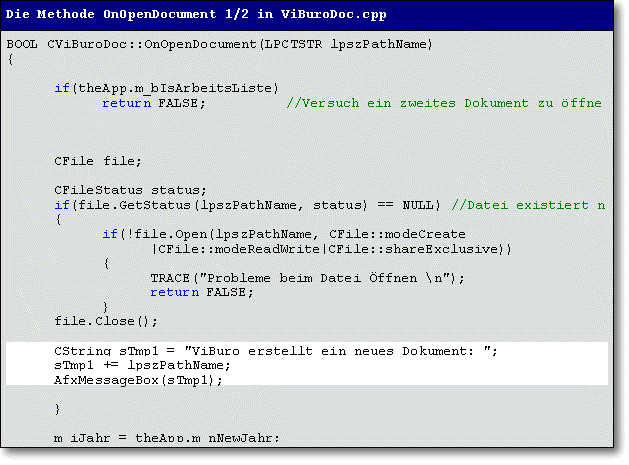 Die Methode OnOpenDocument 1/2 in ViBuroDoc.cpp
BOOL CViBuroDoc::OnOpenDocument(LPCTSTR lpszPathName)
{
if(theApp.m_bIsArbeitsListe)
return FALSE; //Versuch ein zweites Dokument zu öffne
CFile file;
CFileStatus status;
if(file.GetStatus(lpszPathName, status) == NULL) //Datei existiert n
{
if(!file.Open(lpszPathName, CFile::modeCreate
|CFile::modeReadWrite|CFile::shareExclusive))
{
TRACE("Probleme beim Datei Öffnen \n");
return FALSE;
}
file.Close();
CString sTmp1 = "ViBuro erstellt ein neues Dokument: ";
sTmp1 += lpszPathName;
AfxMessageBox(sTmp1);
}
m_iJahr = theApp.m_nNewJahr;